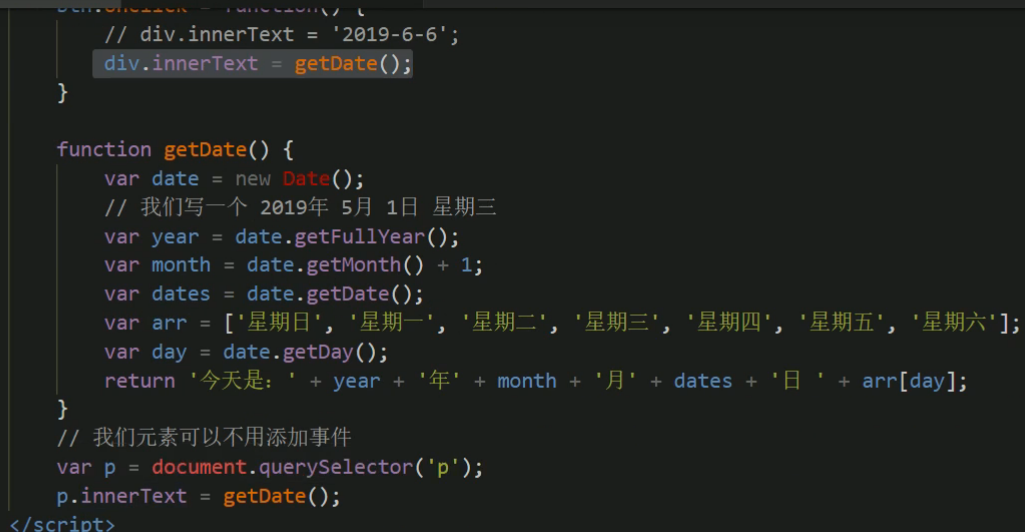 btn.onclick = function() {
// div.innerText = '2019-6-6';
div.innerText = getDate();
}
function getDate() {
var date = new Date();
// 我们写一个 2019年 5月 1日 星期三
var year = date.getFullYear();
var month = date.getMonth() + 1;
var dates = date.getDate();
var arr = ['星期日', '星期一', '星期二', '星期三', '星期四', '星期五', '星期六'];
var day = date.getDay();
return '今天是：' + year + '年' + month + '月' + dates + '日 ' + arr[day];
}
// 我们元素可以不用添加事件
var p = document.querySelector('p');
p.innerText = getDate();
</script>